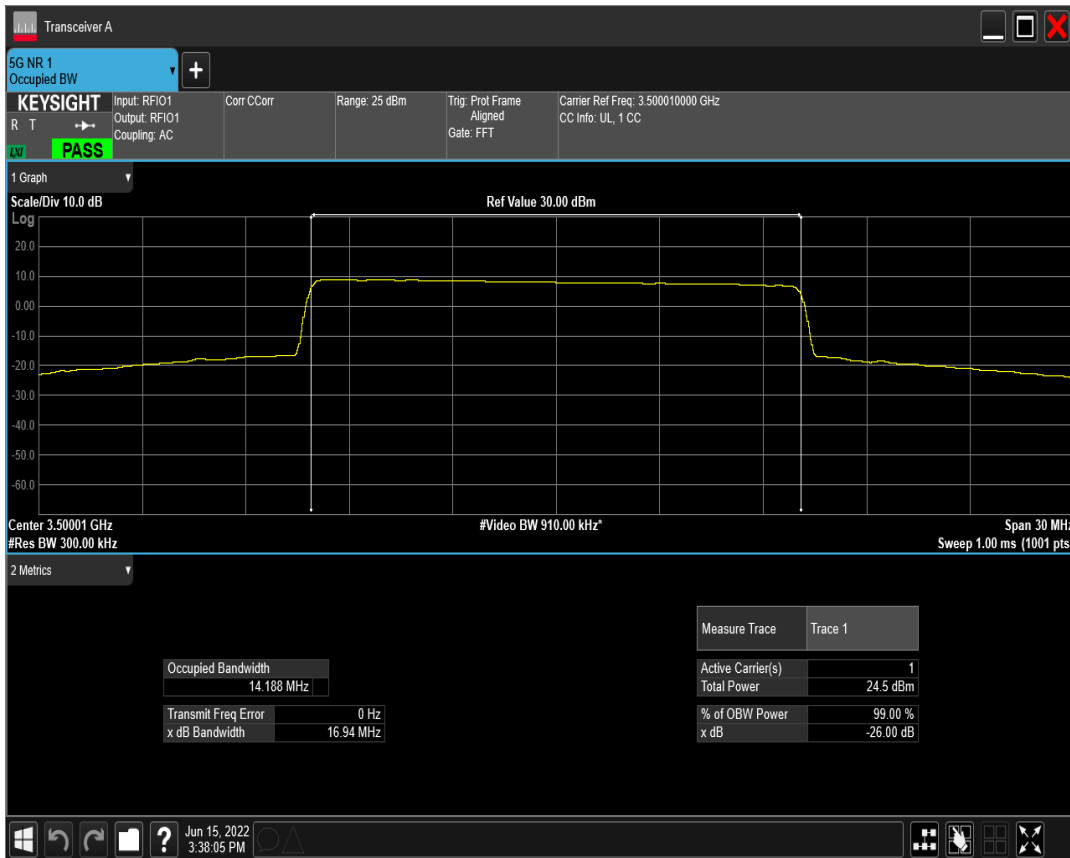 Transceiver A
5G NR 1
Occupied BW
+
KEYSIGHT
R T
LXI
PASS
Input: RFIO1
Output: RFIO1
Coupling: AC
Corr CCorr
Range: 25 dBm
Trig: Prot Frame
Aligned
Gate: FFT
Carrier Ref Freq: 3.500010000 GHz
CC Info: UL, 1 CC
1 Graph
Scale/Div 10.0 dB
Ref Value 30.00 dBm
Log
20.0
10.0
0.00
-10.0
-20.0
-30.0
-40.0
-50.0
-60.0
Center 3.50001 GHz
#Video BW 910.00 kHz*
Span 30 MHz
#Res BW 300.00 kHz
Sweep 1.00 ms (1001 pts
2 Metrics
Measure Trace Trace 1
Occupied Bandwidth
14.188 MHz
Active Carrier(s) 1
Total Power 24.5 dBm
Transmit Freq Error 0 Hz
x dB Bandwidth 16.94 MHz
% of OBW Power 99.00 %
x dB -26.00 dB
?
Jun 15, 2022
3:38:05 PM